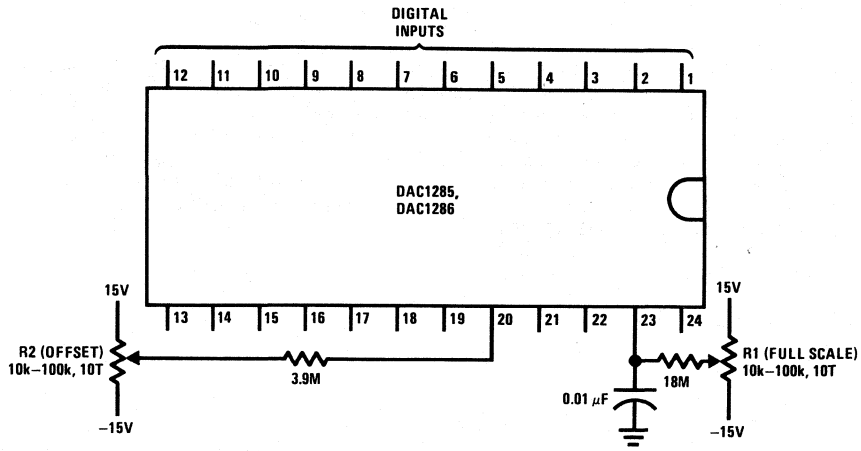 DIGITAL
INPUTS
12 11 10 9 8 7 6 5 4 3 2 1
DAC1285,
DAC1286
15V
13 14 15 16 17 18 19 20 21 22 23 24
15V
R2 (OFFSET)
10k–100k, 10T
3.9M
–15V
18M
R1 (FULL SCALE)
10k–100k, 10T
0.01 µF
–15V